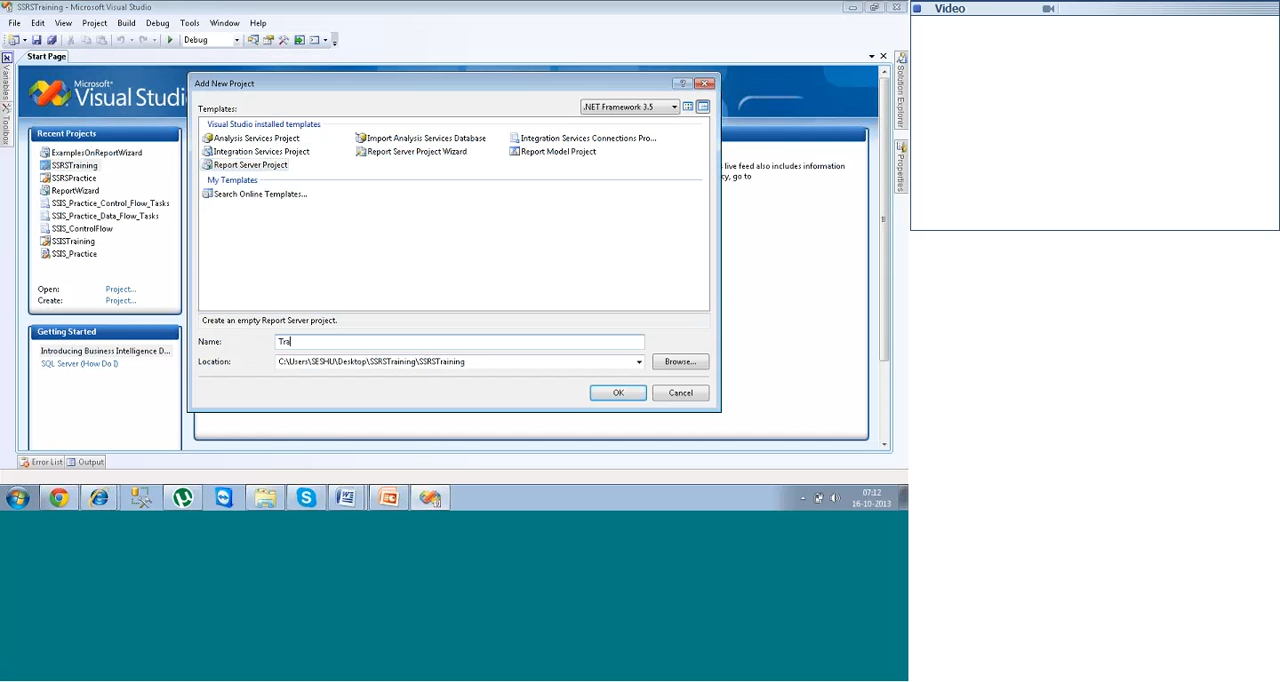 SSRSTraining - Microsoft Visual Studio
Video
File Edit View Project Build Debug Tools Window Help
Debug
Start Page
Variables
Toolbox
Solution Explorer
Properties
Microsoft
Visual Studi
Recent Projects
ExamplesOnReportWizard
SSRSTraining
SSRSPractice
ReportWizard
SSIS_Practice_Control_Flow_Tasks
SSIS_Practice_Data_Flow_Tasks
SSIS_ControlFlow
SSISTraining
SSIS_Practice
Open: Project...
Create: Project...
Getting Started
Introducing Business Intelligence D...
SQL Server (How Do I)
live feed also includes information
, go to
Add New Project
Templates:
.NET Framework 3.5
Visual Studio installed templates
Analysis Services Project
Import Analysis Services Database
Integration Services Connections Pro...
Integration Services Project
Report Server Project Wizard
Report Model Project
Report Server Project
My Templates
Search Online Templates...
Create an empty Report Server project.
Name: Tra
Location: C:\Users\SESHU\Desktop\SSRSTraining\SSRSTraining
Browse...
OK
Cancel
Error List
Output
07:12
16-10-2013